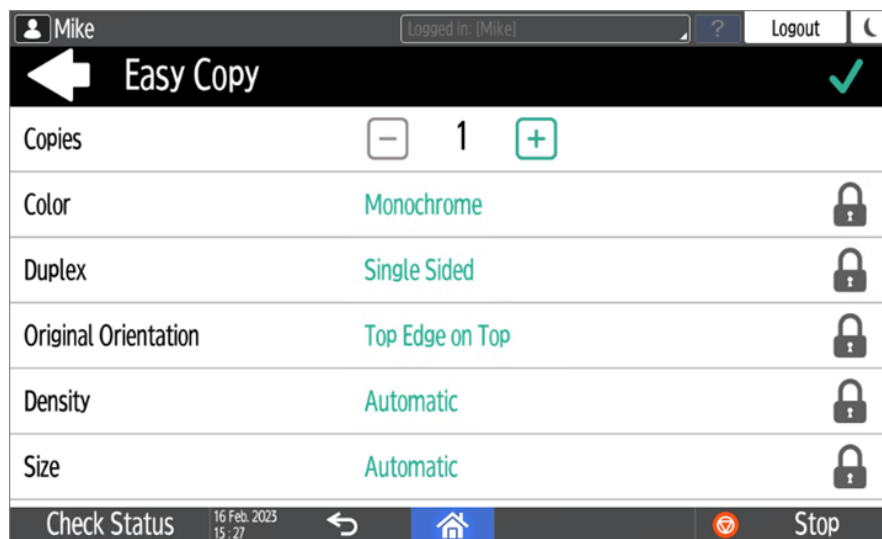 Mike Logged in: [Mike] ? Logout
Easy Copy
Copies - 1 +
Color Monochrome
Duplex Single Sided
Original Orientation Top Edge on Top
Density Automatic
Size Automatic
Check Status 16 Feb. 2023 Stop
15 : 27